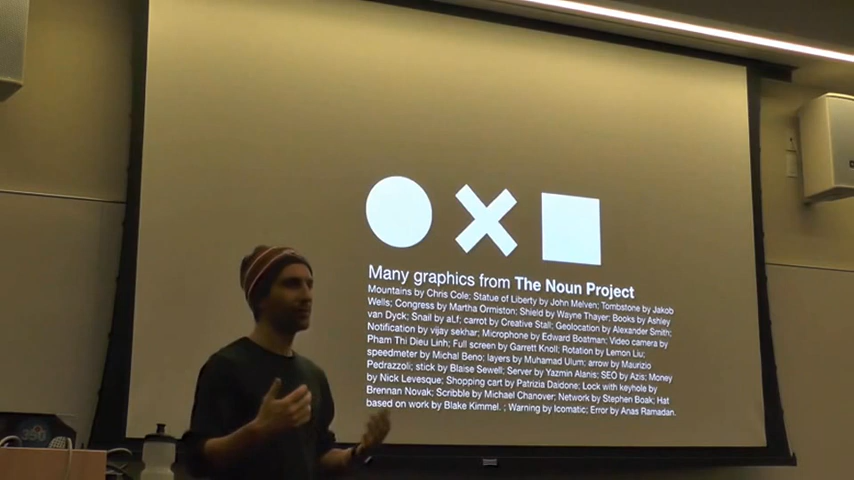 Many graphics from The Noun Project
Mountains by Chris Cole; Statue of Liberty by John Melven; Tombstone by Jakob
Wells; Congress by Martha Ormiston; Shield by Wayne Thayer; Books by Ashley
van Dyck; Snail by aLf; carrot by Creative Stall; Geolocation by Alexander Smith;
Notification by vijay sekhar; Microphone by Edward Boatman; Video camera by
Pham Thi Dieu Linh; Full screen by Garrett Knoll; Rotation by Lemon Liu;
speedmeter by Michal Beno; layers by Muhamad Ulum; arrow by Maurizio
Pedrazzoli; stick by Blaise Sewell; Server by Yazmin Alanis; SEO by Azis; Money
by Nick Levesque; Shopping cart by Patrizia Daidone; Lock with keyhole by
Brennan Novak; Scribble by Michael Chanover; Network by Stephen Boak; Hat
based on work by Blake Kimmel. ; Warning by Icomatic; Error by Anas Ramadan.
350